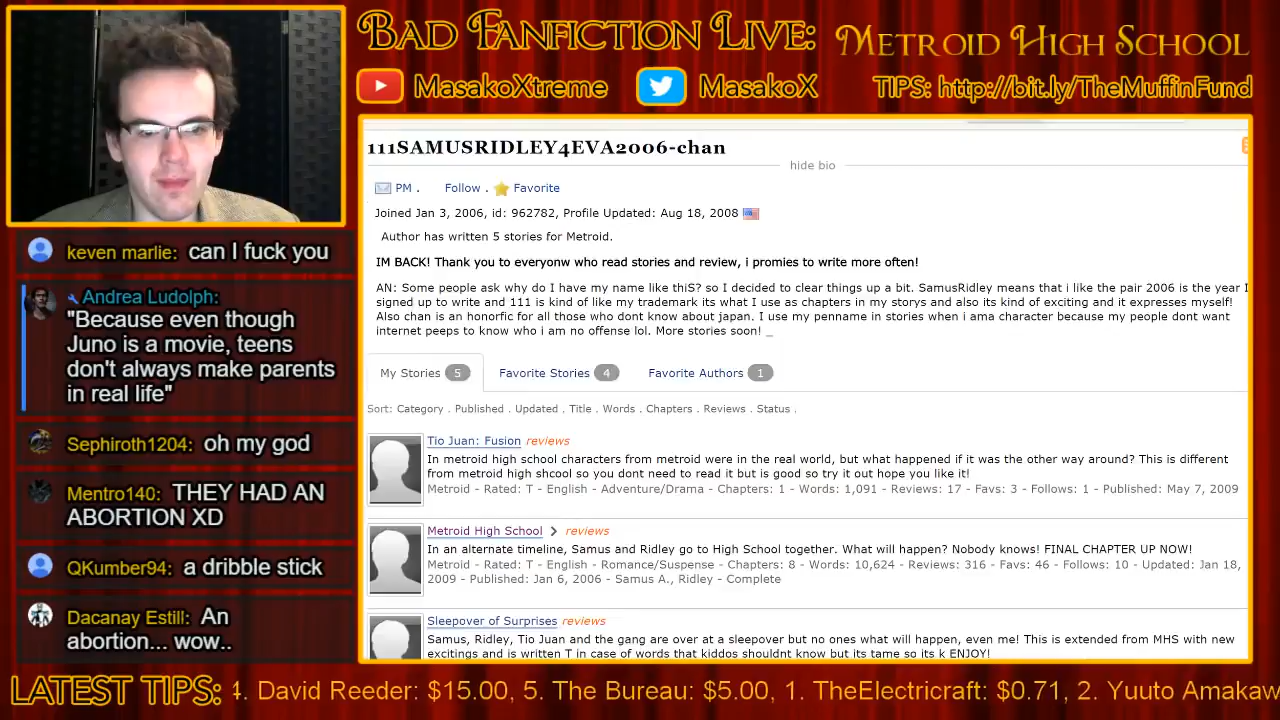 BAD FANFICTION LIVE: METROID HIGH SCHOOL
MasakoXtreme MasakoX TIPS: http://bit.ly/TheMuffinFund
keven marlie: can I fuck you
Andrea Ludolph:
"Because even though
Juno is a movie, teens
don't always make parents
in real life"
Sephiroth1204: oh my god
Mentro140: THEY HAD AN
ABORTION XD
QKumber94: a dribble stick
Dacanay Estill: An
abortion... wow..
111SAMUSRIDLEY4EVA2006-chan
hide bio
PM . Follow . Favorite
Joined Jan 3, 2006, id: 962782, Profile Updated: Aug 18, 2008
Author has written 5 stories for Metroid.
IM BACK! Thank you to everyonw who read stories and review, i promies to write more often!
AN: Some people ask why do I have my name like thiS? so I decided to clear things up a bit. SamusRidley means that i like the pair 2006 is the year I
signed up to write and 111 is kind of like my trademark its what I use as chapters in my storys and also its kind of exciting and it expresses myself!
Also chan is an honorfic for all those who dont know about japan. I use my penname in stories when i ama character because my people dont want
internet peeps to know who i am no offense lol. More stories soon! _
My Stories 5 Favorite Stories 4 Favorite Authors 1
Sort: Category . Published . Updated . Title . Words . Chapters . Reviews . Status .
Tio Juan: Fusion reviews
In metroid high school characters from metroid were in the real world, but what happened if it was the other way around? This is different
from metroid high shcool so you dont need to read it but is good so try it out hope you like it!
Metroid - Rated: T - English - Adventure/Drama - Chapters: 1 - Words: 1,091 - Reviews: 17 - Favs: 3 - Follows: 1 - Published: May 7, 2009
Metroid High School > reviews
In an alternate timeline, Samus and Ridley go to High School together. What will happen? Nobody knows! FINAL CHAPTER UP NOW!
Metroid - Rated: T - English - Romance/Suspense - Chapters: 8 - Words: 10,624 - Reviews: 316 - Favs: 46 - Follows: 10 - Updated: Jan 18,
2009 - Published: Jan 6, 2006 - Samus A., Ridley - Complete
Sleepover of Surprises reviews
Samus, Ridley, Tio Juan and the gang are over at a sleepover but no ones what will happen, even me! This is extended from MHS with new
excitings and is written T in case of words that kiddos shouldnt know but its tame so its k ENJOY!
LATEST TIPS: 4. David Reeder: $15.00, 5. The Bureau: $5.00, 1. TheElectricraft: $0.71, 2. Yuuto Amakaw